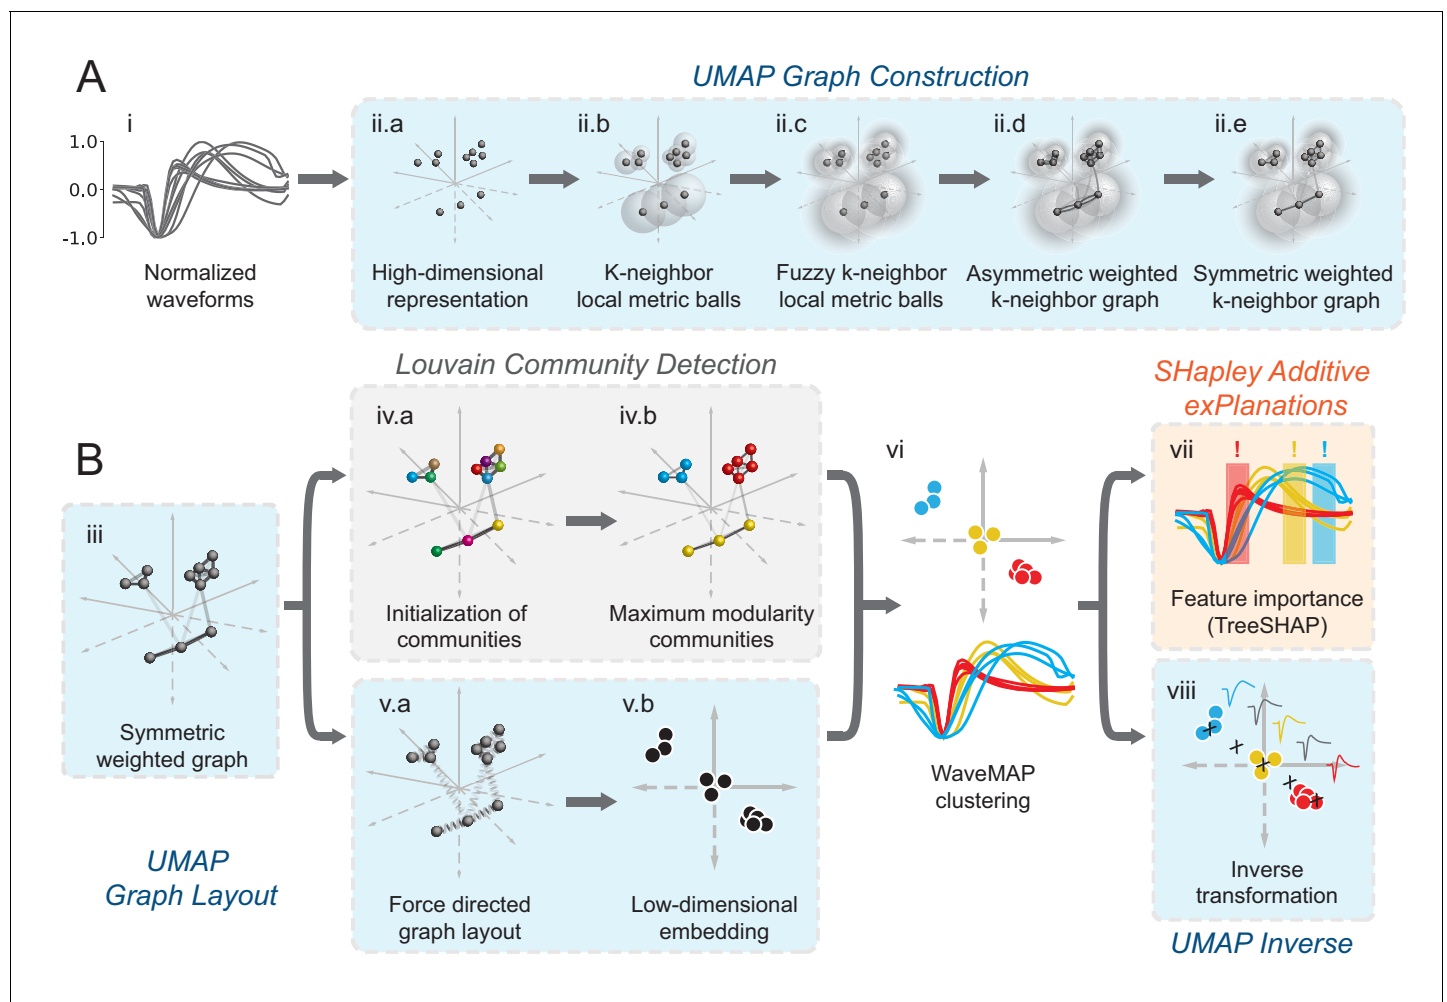 A
UMAP Graph Construction
i
1.0
0.0
-1.0
Normalized
waveforms
ii.a
High-dimensional
representation
ii.b
K-neighbor
local metric balls
ii.c
Fuzzy k-neighbor
local metric balls
ii.d
Asymmetric weighted
k-neighbor graph
ii.e
Symmetric weighted
k-neighbor graph
B
iii
Symmetric
weighted graph
Louvain Community Detection
iv.a
Initialization of
communities
iv.b
Maximum modularity
communities
UMAP
Graph Layout
v.a
Force directed
graph layout
v.b
Low-dimensional
embedding
vi
WaveMAP
clustering
SHapley Additive
exPlanations
vii
! ! !
Feature importance
(TreeSHAP)
viii
Inverse
transformation
UMAP Inverse